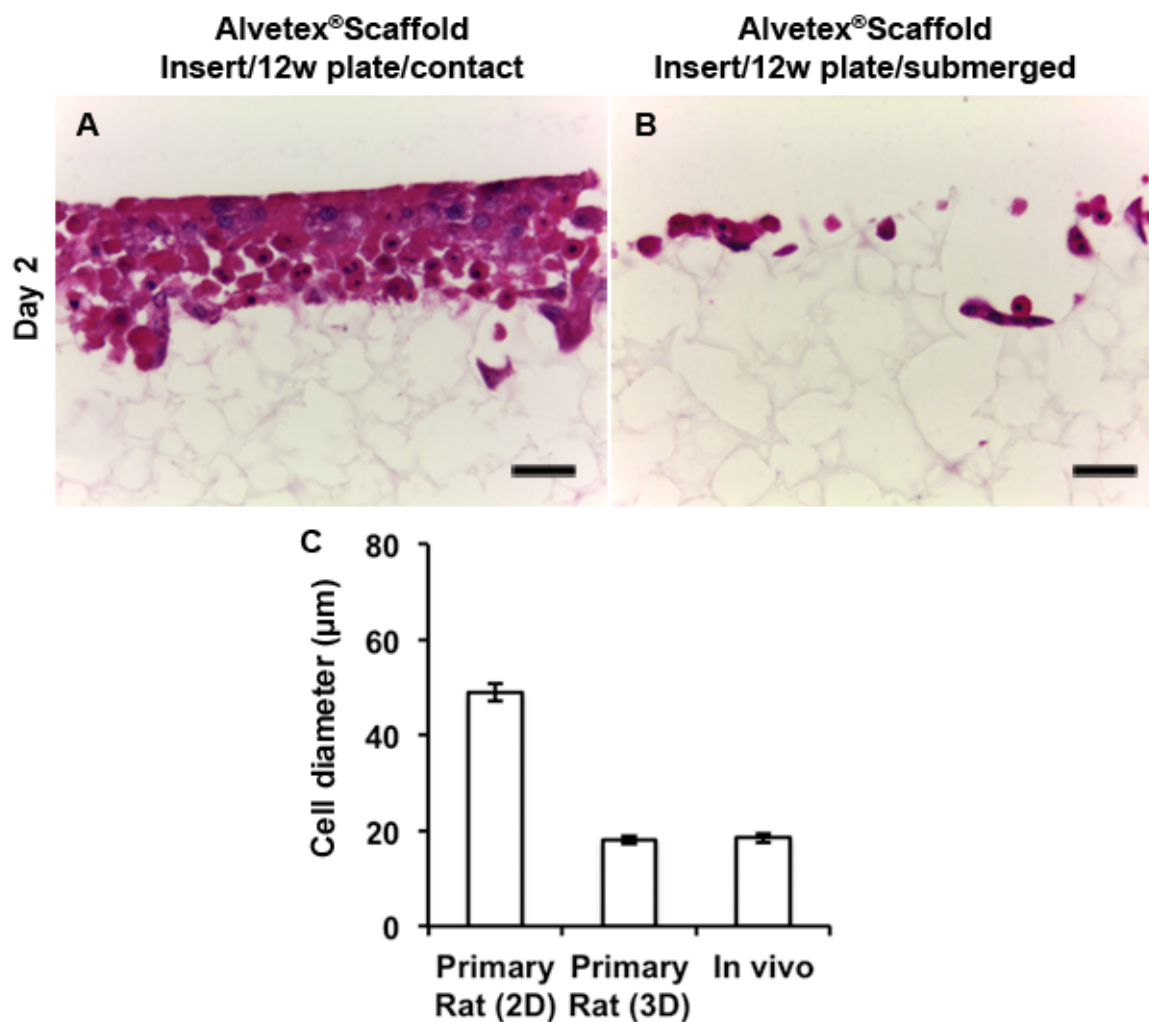 Alvetex®Scaffold
Insert/12w plate/contact
Alvetex®Scaffold
Insert/12w plate/submerged
Day 2
A
B
C
Cell diameter (µm)
80
60
40
20
0
Primary
Rat (2D)
Primary
Rat (3D)
In vivo